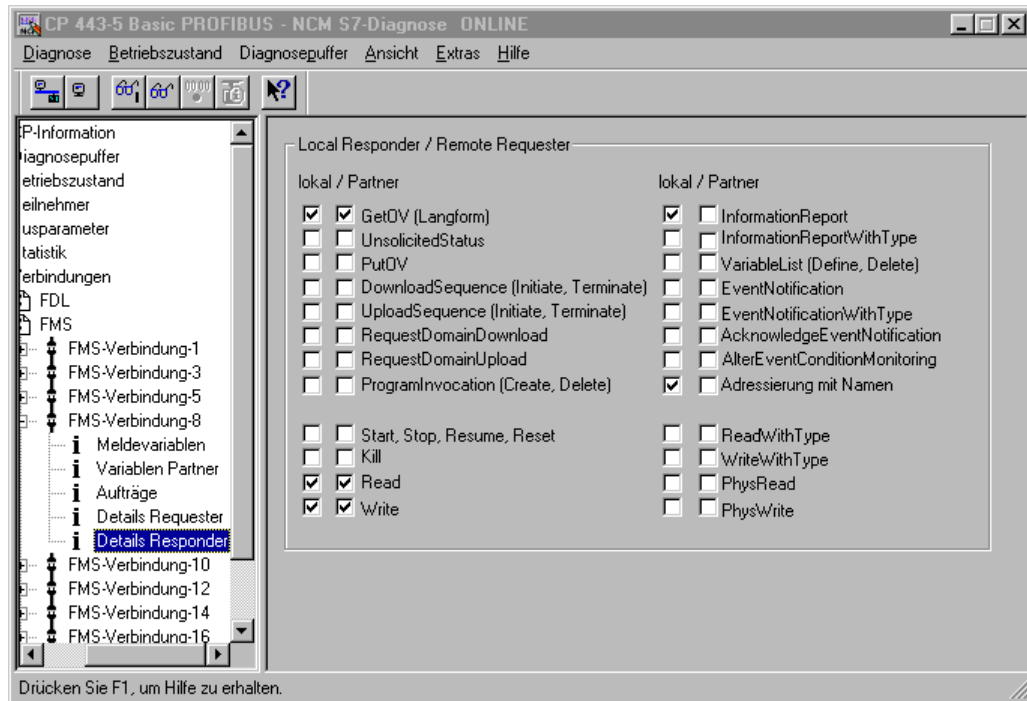 CP 443-5 Basic PROFIBUS - NCM S7-Diagnose ONLINE
Diagnose Betriebszustand Diagnosepuffer Ansicht Extras Hilfe
P-Information
iagnosepuffer
etriebszustand
eilnehmer
usparameter
tatistik
erbindungen
FDL
FMS
FMS-Verbindung-1
FMS-Verbindung-3
FMS-Verbindung-5
FMS-Verbindung-8
Meldevariablen
Variablen Partner
Aufträge
Details Requester
Details Responder
FMS-Verbindung-10
FMS-Verbindung-12
FMS-Verbindung-14
FMS-Verbindung-16
Local Responder / Remote Requester
lokal / Partner
GetOV (Langform)
UnsolicitedStatus
PutOV
DownloadSequence (Initiate, Terminate)
UploadSequence (Initiate, Terminate)
RequestDomainDownload
RequestDomainUpload
ProgramInvocation (Create, Delete)
Start, Stop, Resume, Reset
Kill
Read
Write
lokal / Partner
InformationReport
InformationReportWithType
VariableList (Define, Delete)
EventNotification
EventNotificationWithType
AcknowledgeEventNotification
AlterEventConditionMonitoring
Adressierung mit Namen
ReadWithType
WriteWithType
PhysRead
PhysWrite
Drücken Sie F1, um Hilfe zu erhalten.